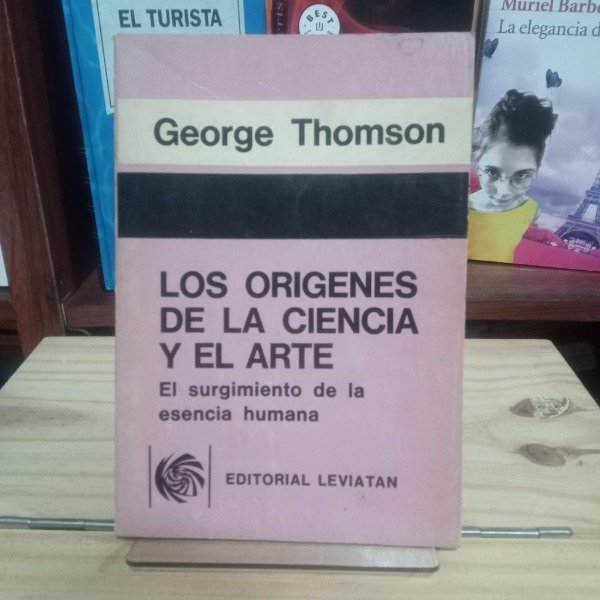 EL TURISTA
BEST
Muriel Barbe
La elegancia d
George Thomson
LOS ORIGENES
DE LA CIENCIA
Y EL ARTE
El surgimiento de la
esencia humana
EDITORIAL LEVIATAN